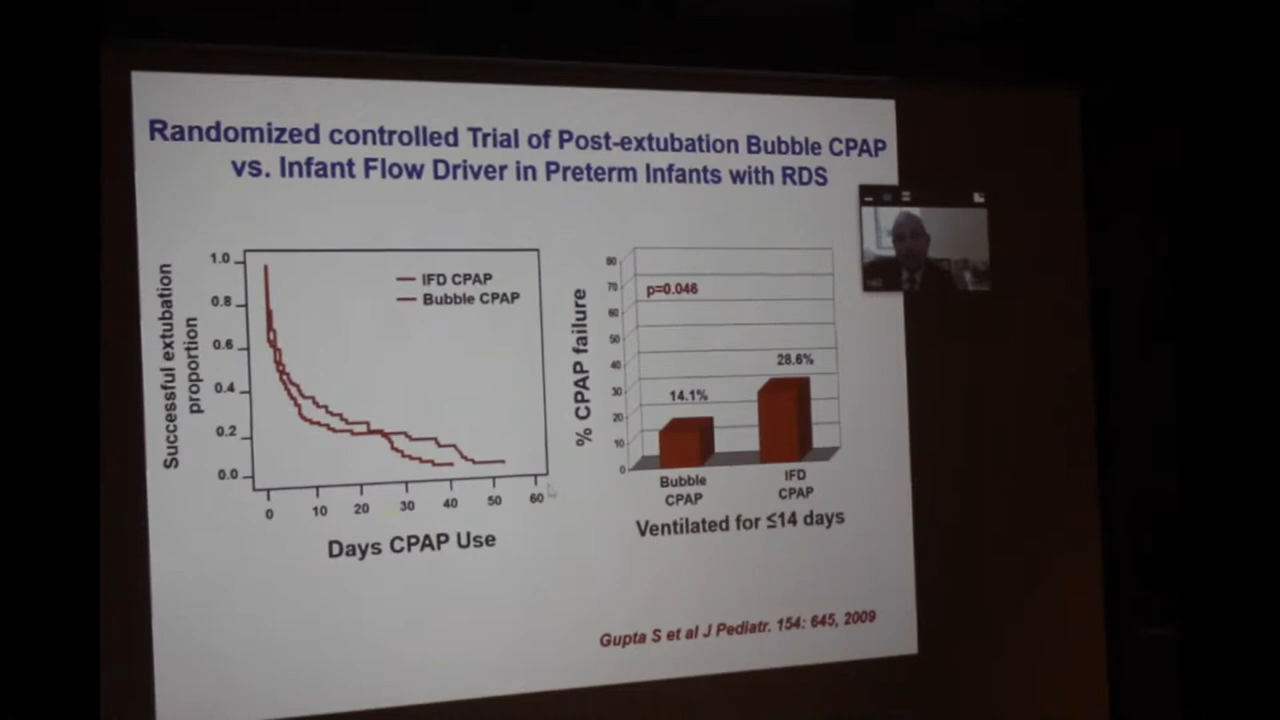 Randomized controlled Trial of Post-extubation Bubble CPAP
vs. Infant Flow Driver in Preterm Infants with RDS
Successful extubation
proportion
1.0
0.8
0.6
0.4
0.2
0.0
IFD CPAP
Bubble CPAP
0 10 20 30 40 50 60
Days CPAP Use
% CPAP failure
80
70
60
50
40
30
20
10
0
p=0.046
14.1%
28.6%
Bubble
CPAP
IFD
CPAP
Ventilated for ≤14 days
Gupta S et al J Pediatr. 154: 645, 2009